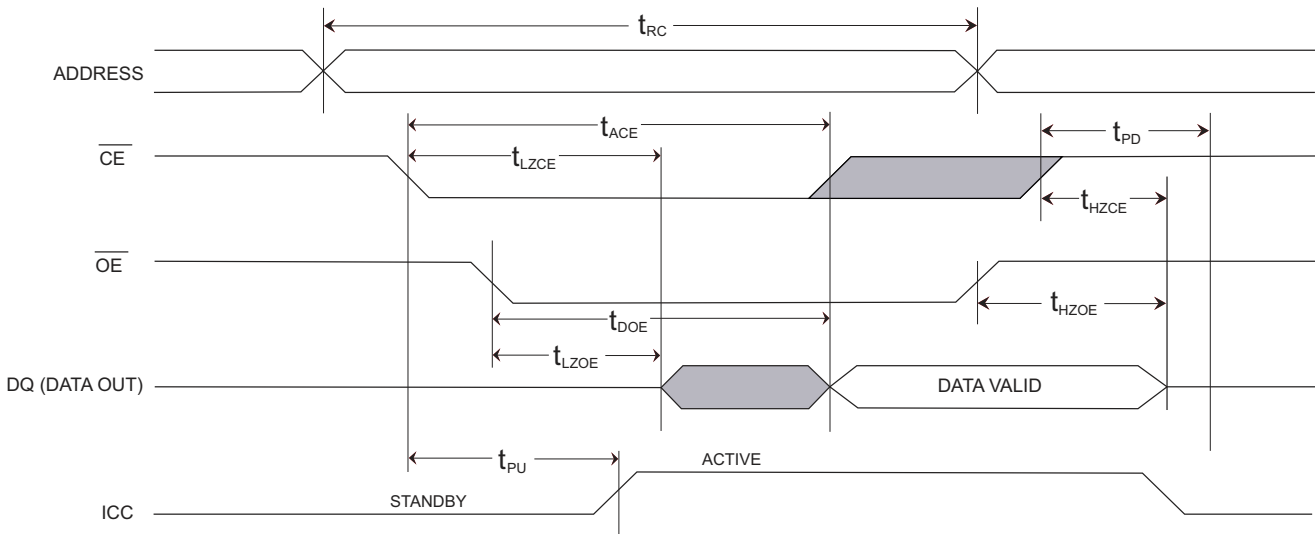 tRC
ADDRESS
tACE
tPD
CE
tLZCE
tHZCE
OE
tHZOE
tDOE
tLZOE
DQ (DATA OUT)
DATA VALID
tPU
ACTIVE
STANDBY
ICC